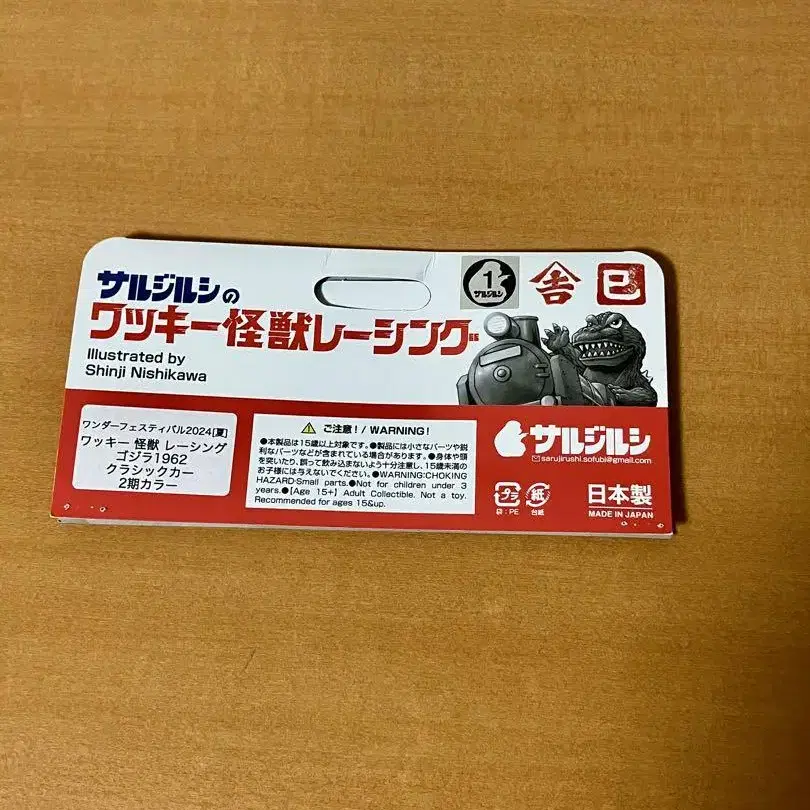 サルジルシの
ワッキー怪獣レーシング
Illustrated by
Shinji Nishikawa
1
サルジルシ
吉
巳
ワンダーフェスティバル2024[夏]
ワッキー 怪獣 レーシング
ゴジラ1962
クラシックカー
2期カラー
ご注意!/ WARNING!
●本製品は15歳以上対象です。●製品には小さなパーツや鋭
利なパーツなどが含まれている場合があります。●身体や頭
を突いたり、誤って飲み込まないよう十分注意し、15歳未満の
お子様には与えないでください。●WARNING:CHOKING
HAZARD-Small parts.●Not for children under 3
years.●[Age 15+] Adult Collectible. Not a toy.
Recommended for ages 15&up.
サルジルシ
sarujirushi.sofubi@gmail.com
プラ
袋:PE
紙
台紙
日本製
MADE IN JAPAN